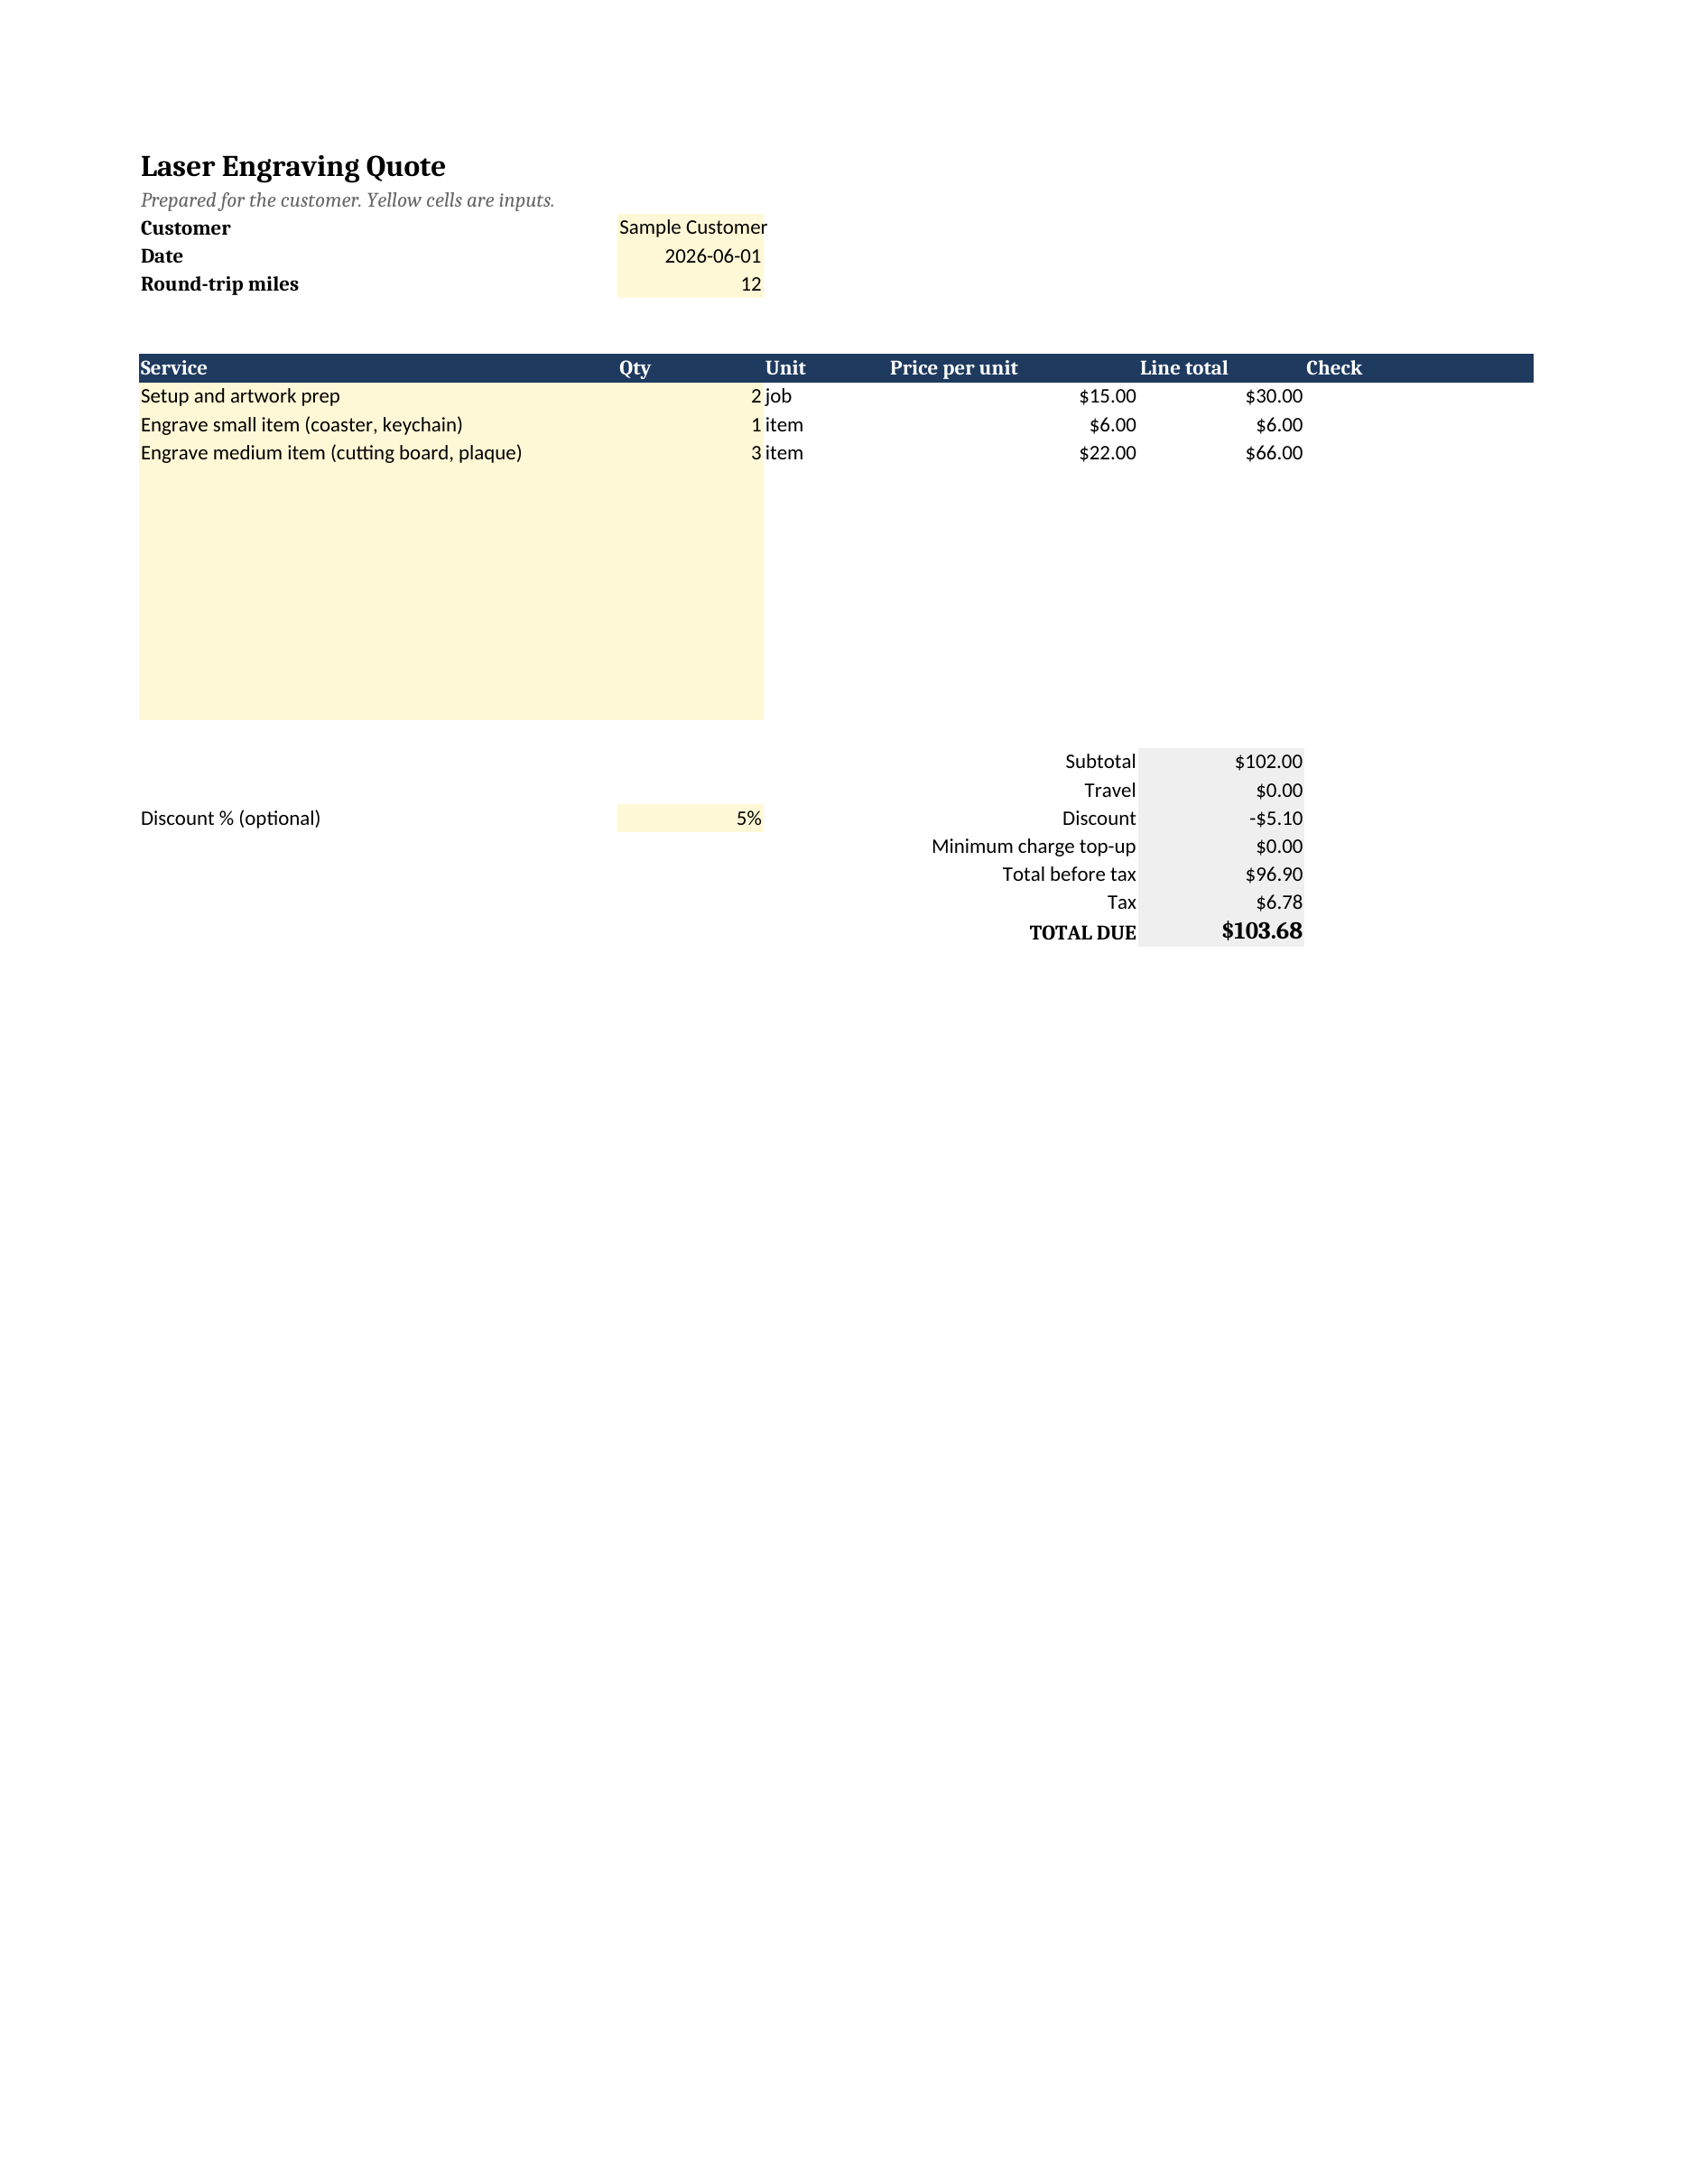 Laser Engraving Quote
Prepared for the customer. Yellow cells are inputs.
Customer Sample Customer
Date 2026-06-01
Round-trip miles 12
Service Qty Unit Price per unit Line total Check
Setup and artwork prep 2 job $15.00 $30.00
Engrave small item (coaster, keychain) 1 item $6.00 $6.00
Engrave medium item (cutting board, plaque) 3 item $22.00 $66.00
Subtotal $102.00
Travel $0.00
Discount % (optional) 5% Discount -$5.10
Minimum charge top-up $0.00
Total before tax $96.90
Tax $6.78
TOTAL DUE $103.68